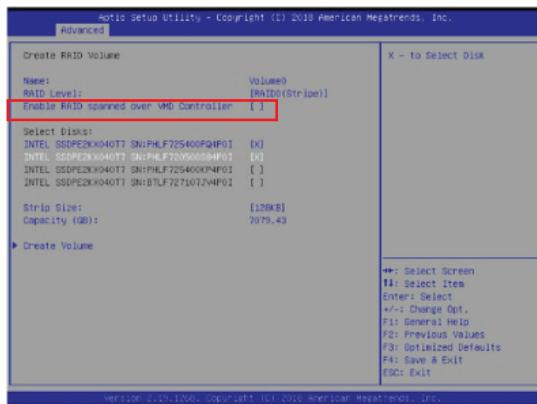 Aptio Setup Utility - Copyright (C) 2018 American Megatrends, Inc.
Advanced
Create RAID Volume
X - to Select Disk
Name: Volume0
RAID Level: [RAID0(Stripe)]
Enable RAID spanned over VMD Controller [ ]
Select Disks:
INTEL SSDPE2KX040T7 SN:PHLF725400PQ4P0I [X]
INTEL SSDPE2KX040T7 [X]
INTEL SSDPE2KX040T7 SN:PHLF725400KP4P0I [ ]
INTEL SSDPE2KX040T7 SN:BTLF727107JV4P0I [ ]
Strip Size: [128KB]
Capacity (GB): 7079.43
Create Volume
: Select Screen
: Select Item
Enter: Select
+/-: Change Opt.
F1: General Help
F2: Previous Values
F3: Optimized Defaults
F4: Save & Exit
ESC: Exit
Version 2.19.1268. Copyright (C) 2018 American Megatrends, Inc.